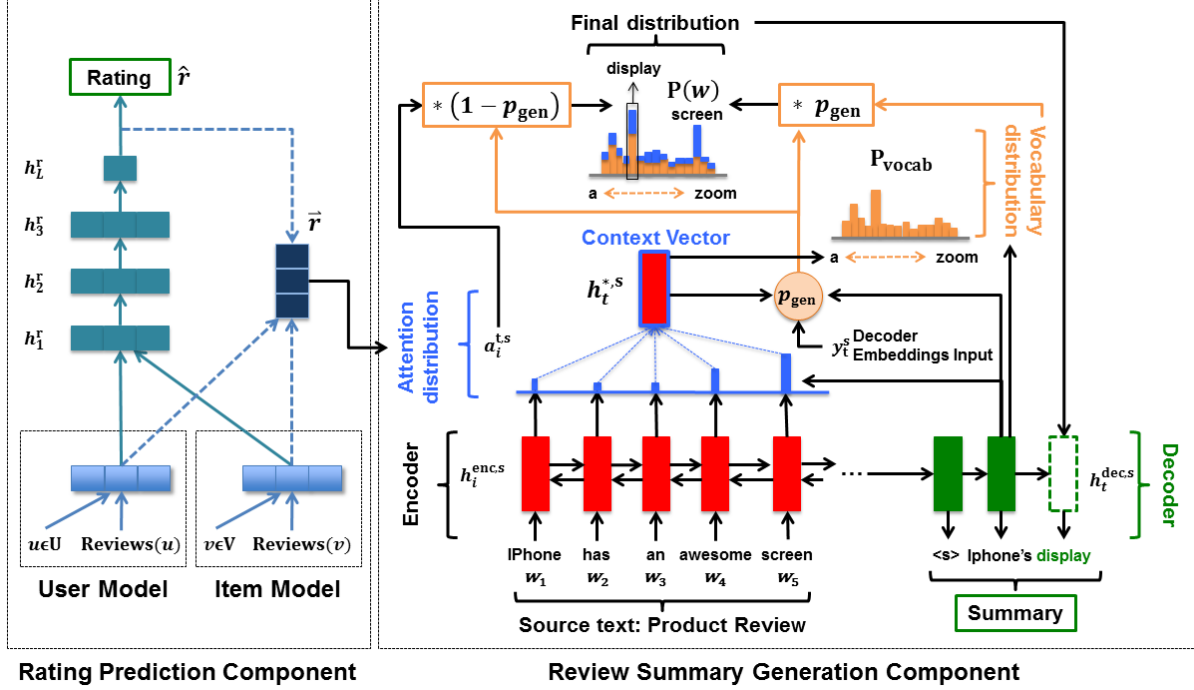 Rating r̂
h_L^r
h_3^r
h_2^r
h_1^r
r⃗
uϵU Reviews(u)
vϵV Reviews(v)
User Model
Item Model
Rating Prediction Component
Final distribution
display
* (1 − p_gen)
P(w)
screen
* p_gen
a
zoom
Vocabulary
distribution
P_vocab
a
zoom
Context Vector
h_t^{*,s}
p_gen
y_t^s Decoder
Embeddings Input
Attention
distribution
a_i^{t,s}
Encoder
h_i^{enc,s}
...
h_t^{dec,s}
Decoder
IPhone has an awesome screen
w_1 w_2 w_3 w_4 w_5
<s> Iphone's display
Source text: Product Review
Summary
Review Summary Generation Component